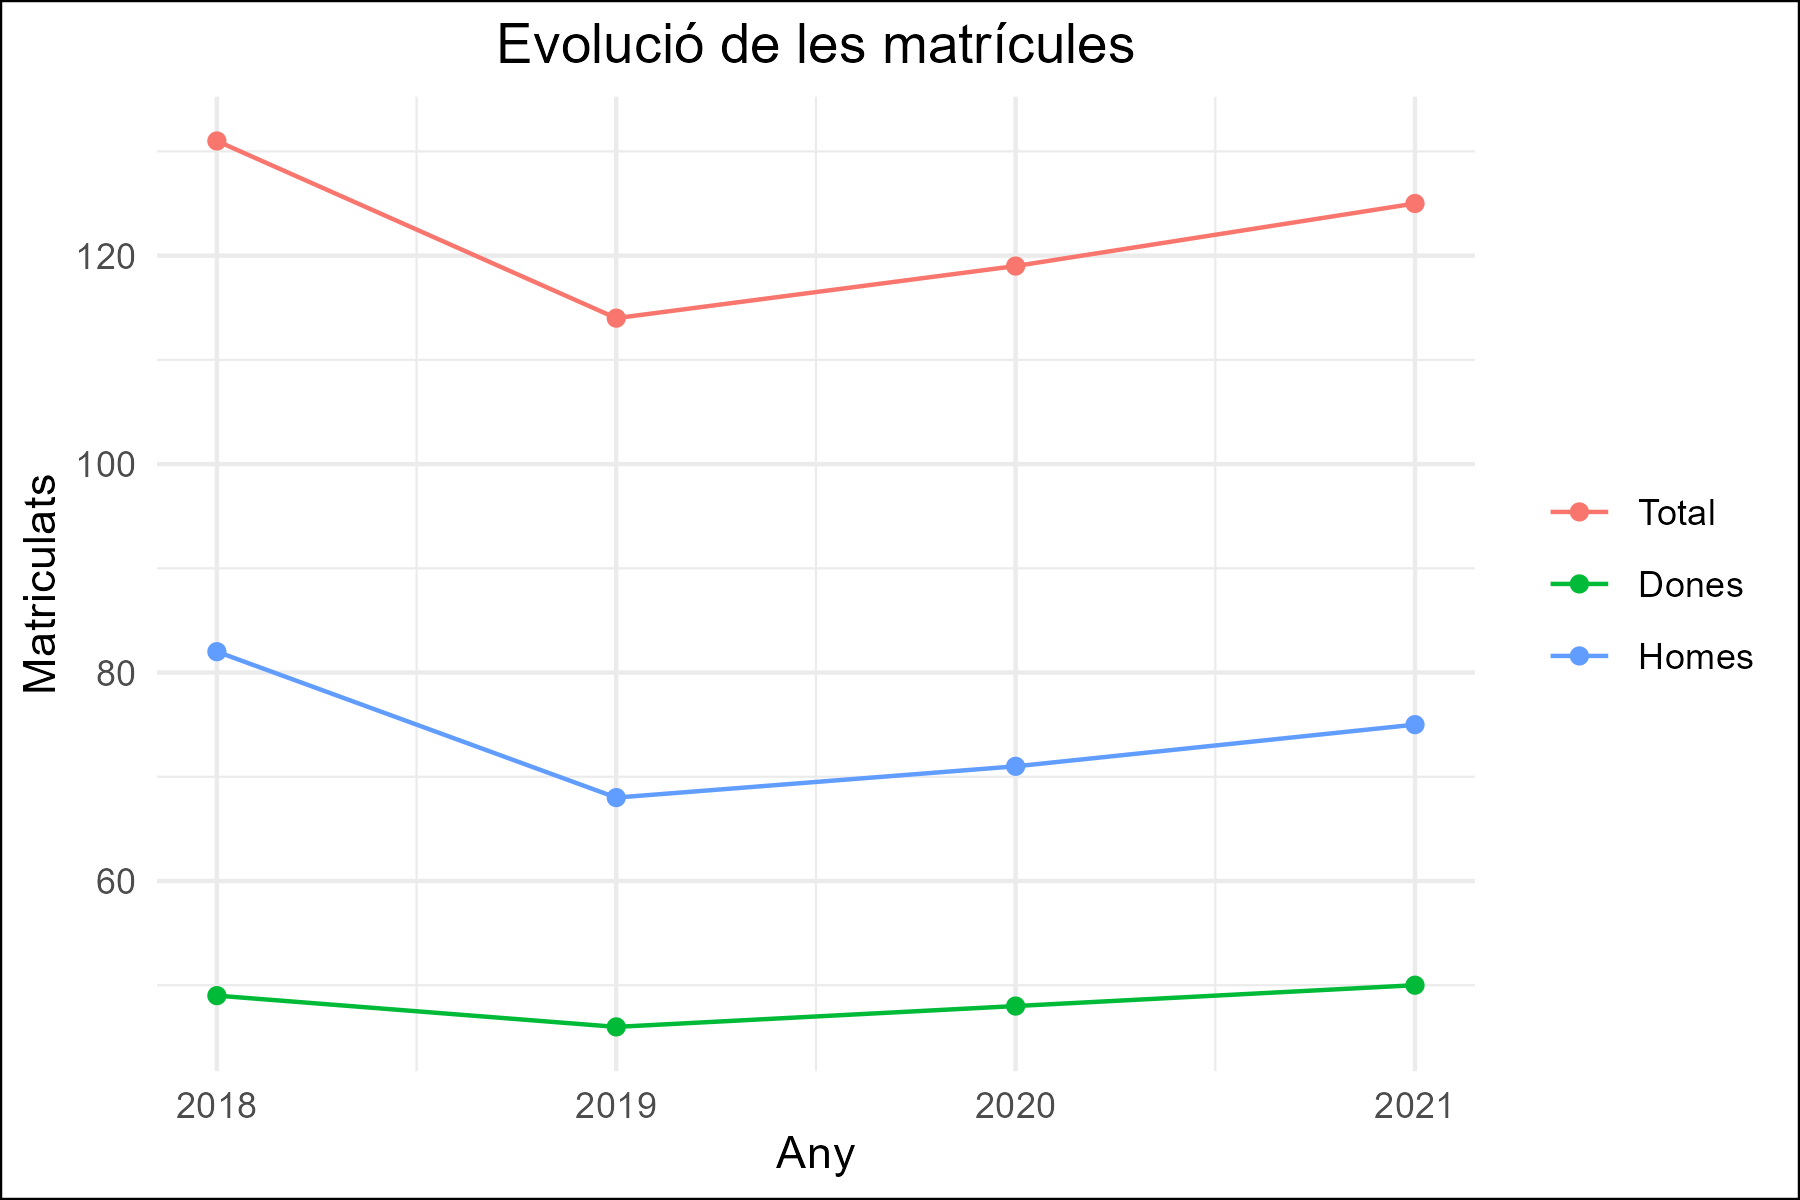 Evolució de les matrícules
Matriculats
120
100
80
60
2018
2019
2020
2021
Any
Total
Dones
Homes